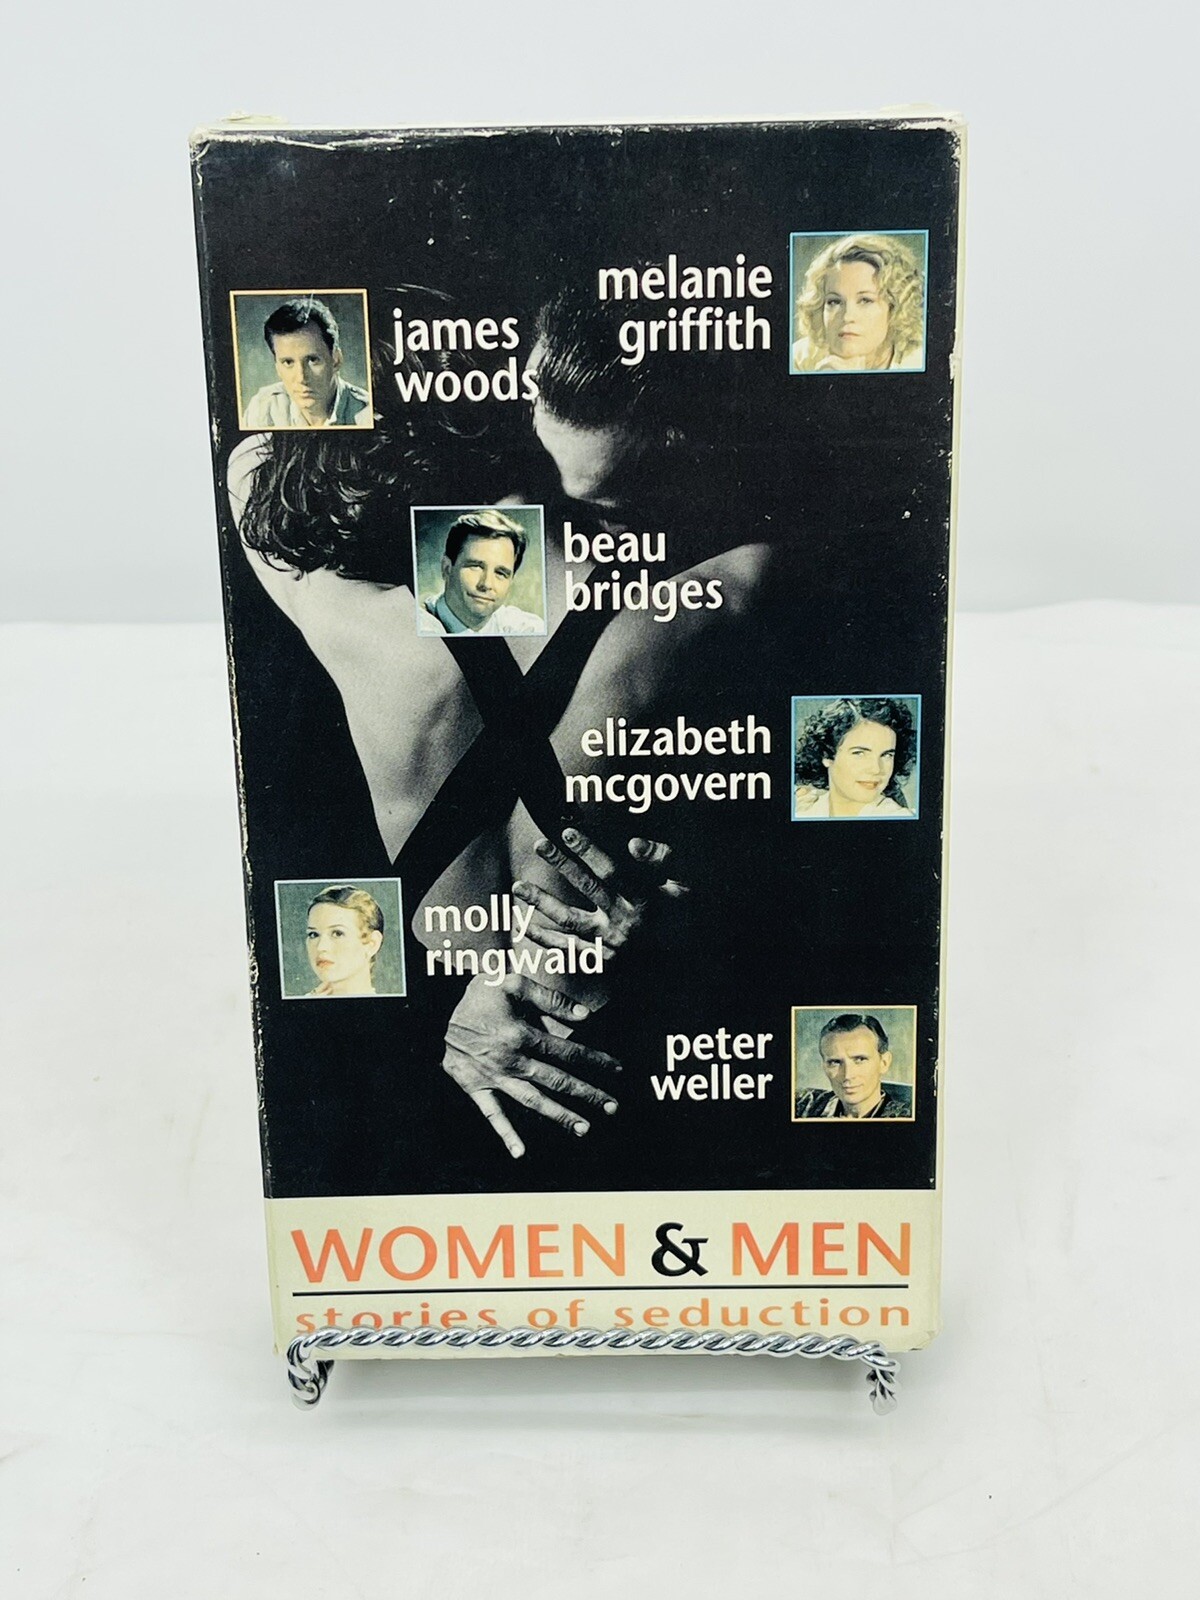 melanie
griffith
james
woods
beau
bridges
elizabeth
mcgovern
molly
ringwald
peter
weller
WOMEN & MEN
stories of seduction